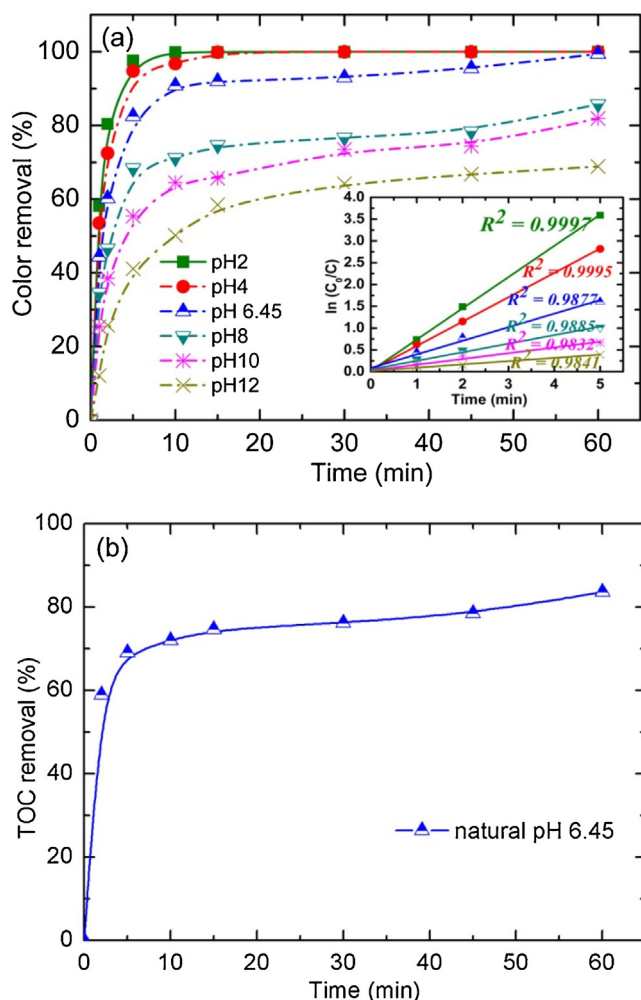 (a)
Color removal (%)
100
80
60
40
20
0
pH2
pH4
pH 6.45
pH8
pH10
pH12
ln (C₀/C)
4.0
3.5
3.0
2.5
2.0
1.5
1.0
0.5
0.0
R² = 0.9997
R² = 0.9995
R² = 0.9877
R² = 0.9885
R² = 0.9832
R² = 0.9841
0 1 2 3 4 5
Time (min)
0 10 20 30 40 50 60
Time (min)
(b)
TOC removal (%)
100
80
60
40
20
0
natural pH 6.45
0 10 20 30 40 50 60
Time (min)